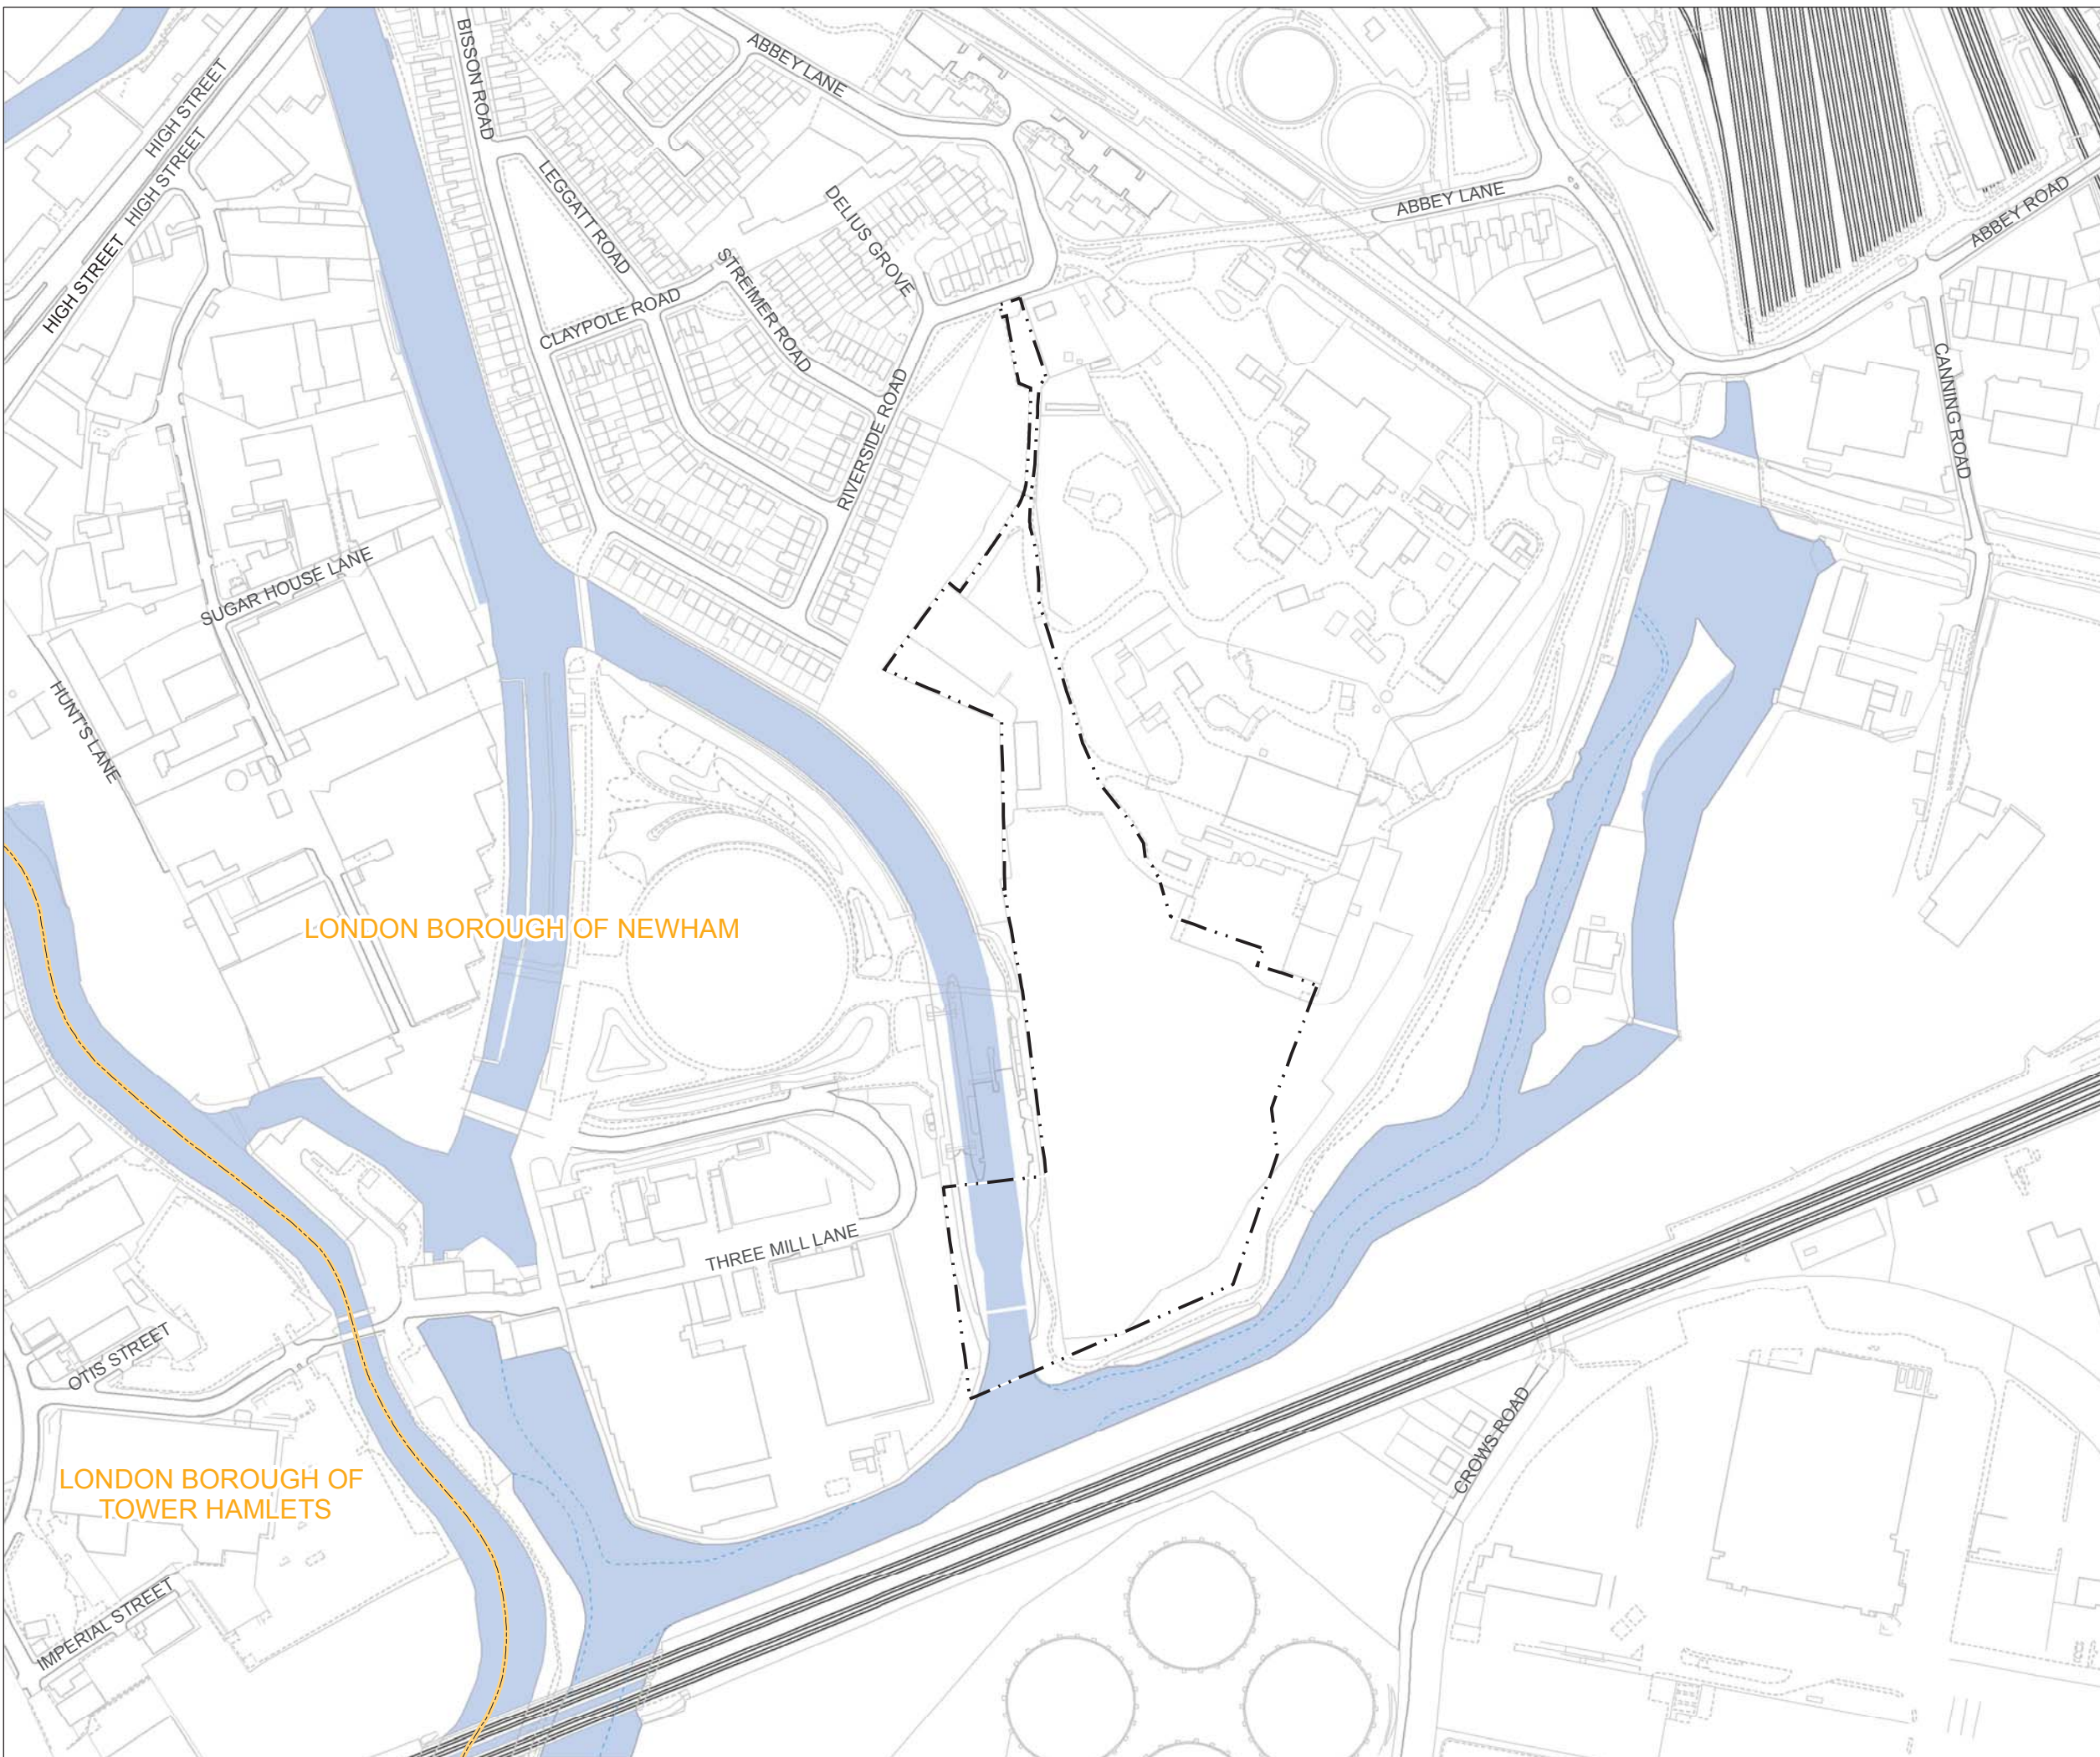 BISSON ROAD
ABBEY LANE
HIGH STREET
HIGH STREET
HIGH STREET
LEGGATT ROAD
DELIUS GROVE
ABBEY LANE
ABBEY ROAD
STREIMER ROAD
CLAYPOLE ROAD
CANNING ROAD
RIVERSIDE ROAD
SUGAR HOUSE LANE
HUNT'S LANE
LONDON BOROUGH OF NEWHAM
THREE MILL LANE
OTIS STREET
CROWS ROAD
LONDON BOROUGH OF
TOWER HAMLETS
IMPERIAL STREET